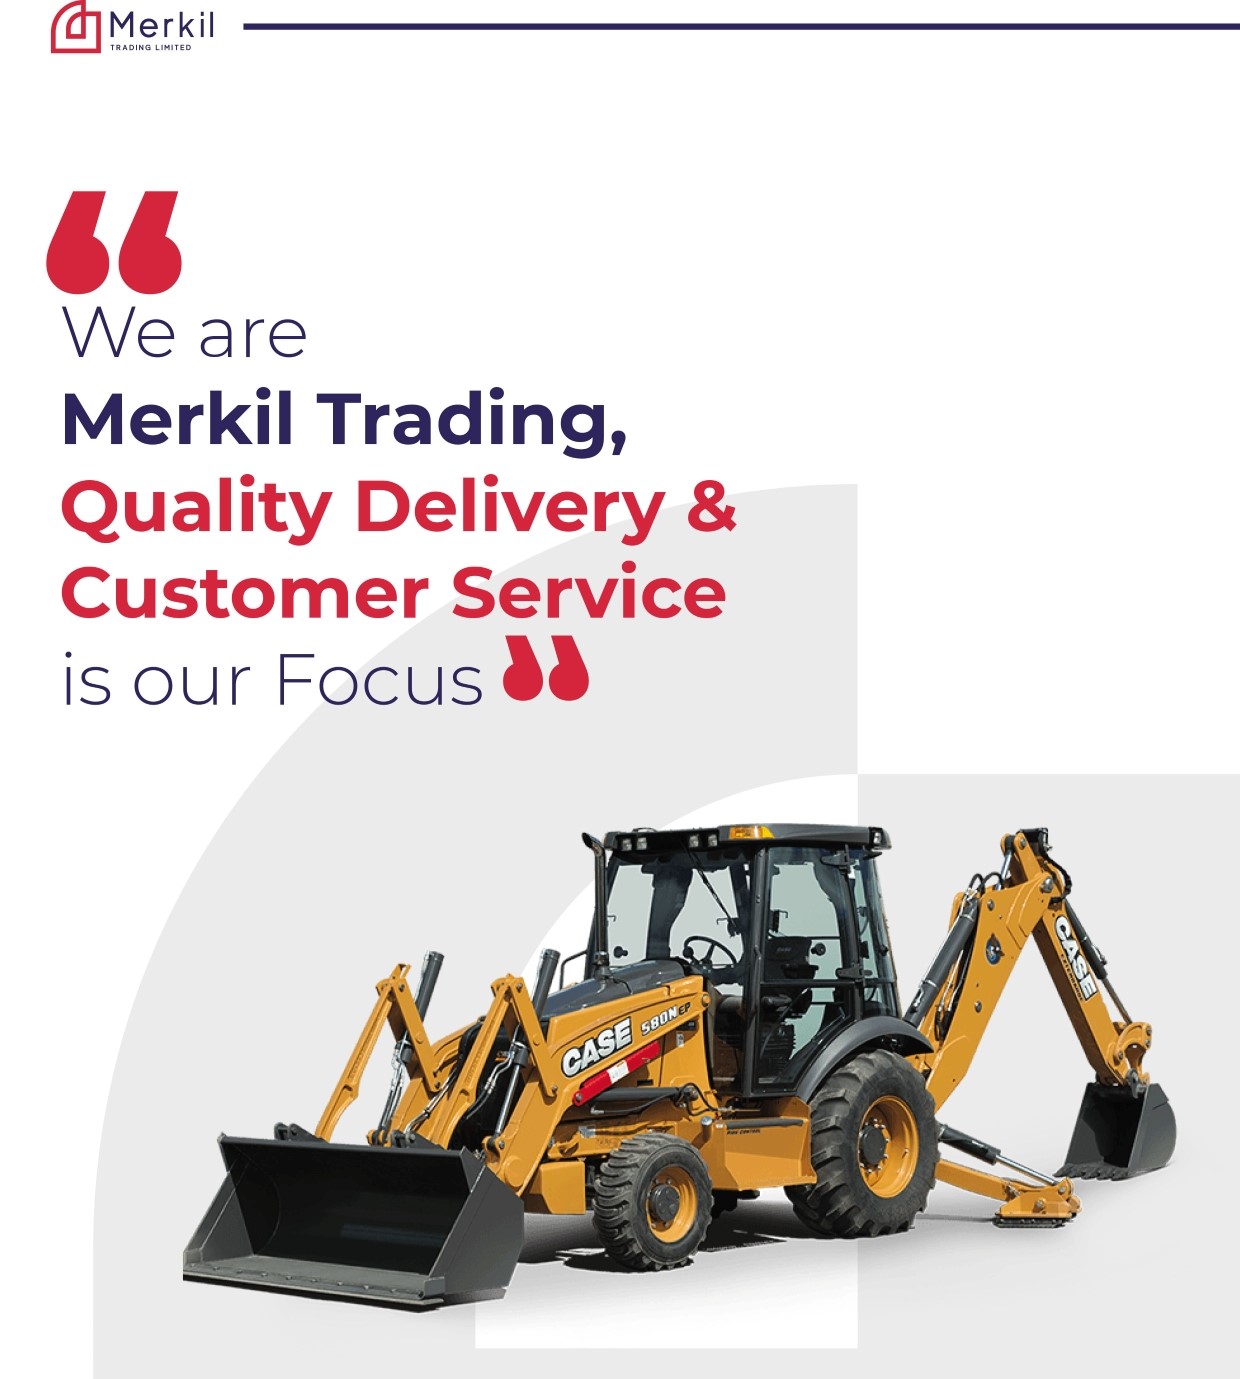 Merkil
TRADING LIMITED
“We are
Merkil Trading,
Quality Delivery &
Customer Service
is our Focus”
CASE
580N EP
CASE